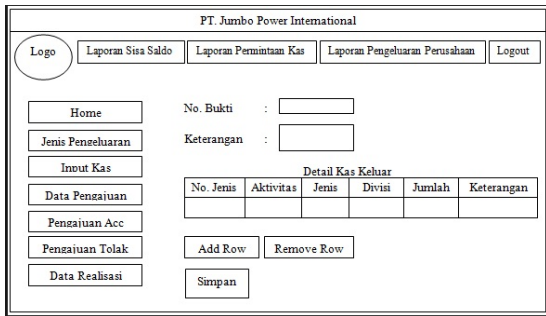 PT. Jumbo Power International
Logo
Laporan Sisa Saldo
Laporan Permintaan Kas
Laporan Pengeluaran Perusahaan
Logout
Home
Jenis Pengeluaran
Input Kas
Data Pengajuan
Pengajuan Acc
Pengajuan Tolak
Data Realisasi
No. Bukti :
Keterangan :
Detail Kas Keluar
No. Jenis Aktivitas Jenis Divisi Jumlah Keterangan
Add Row Remove Row
Simpan